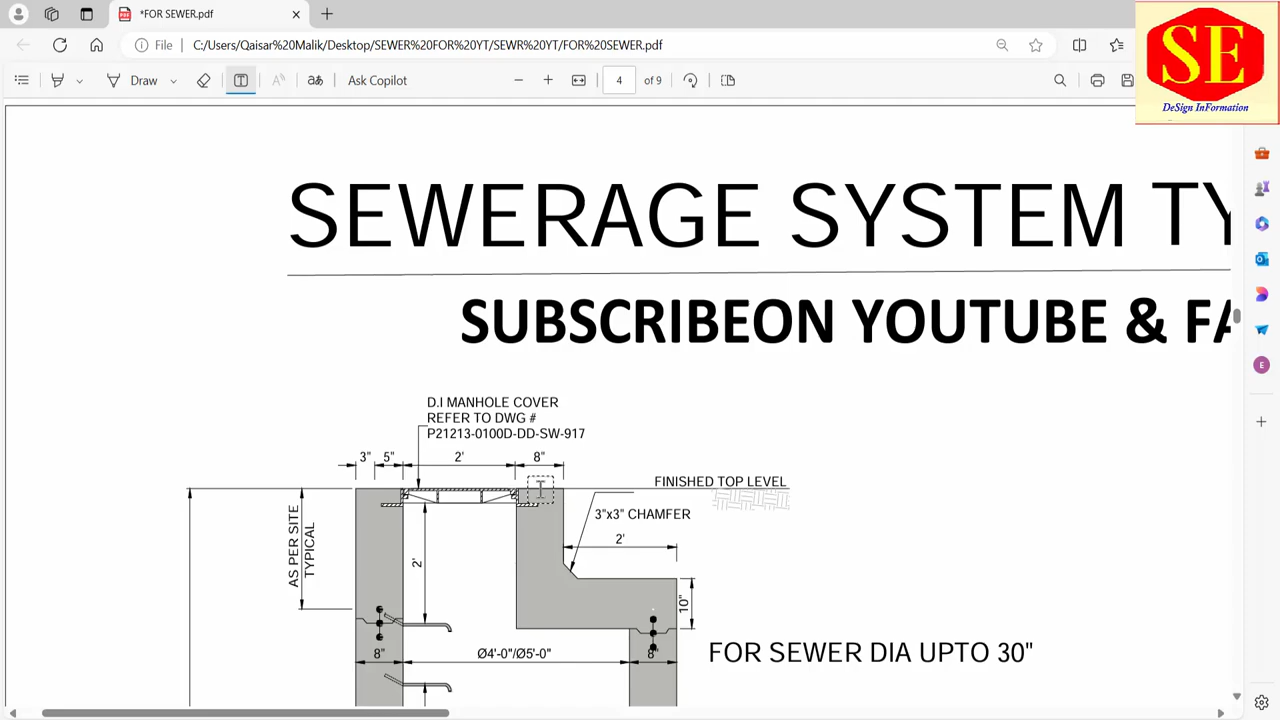 *FOR SEWER.pdf
File
C:/Users/Qaisar%20Malik/Desktop/SEWER%20FOR%20YT/SEWR%20YT/FOR%20SEWER.pdf
Draw
Ask Copilot
4
of 9
SE
DeSign InFormation
E
SEWERAGE SYSTEM TY
SUBSCRIBEON YOUTUBE & FA
D.I MANHOLE COVER
REFER TO DWG #
P21213-0100D-DD-SW-917
3" 5" 2' 8"
FINISHED TOP LEVEL
3"x3" CHAMFER
2'
AS PER SITE
TYPICAL
2'
10"
8" Ø4'-0"/Ø5'-0" 8"
FOR SEWER DIA UPTO 30"